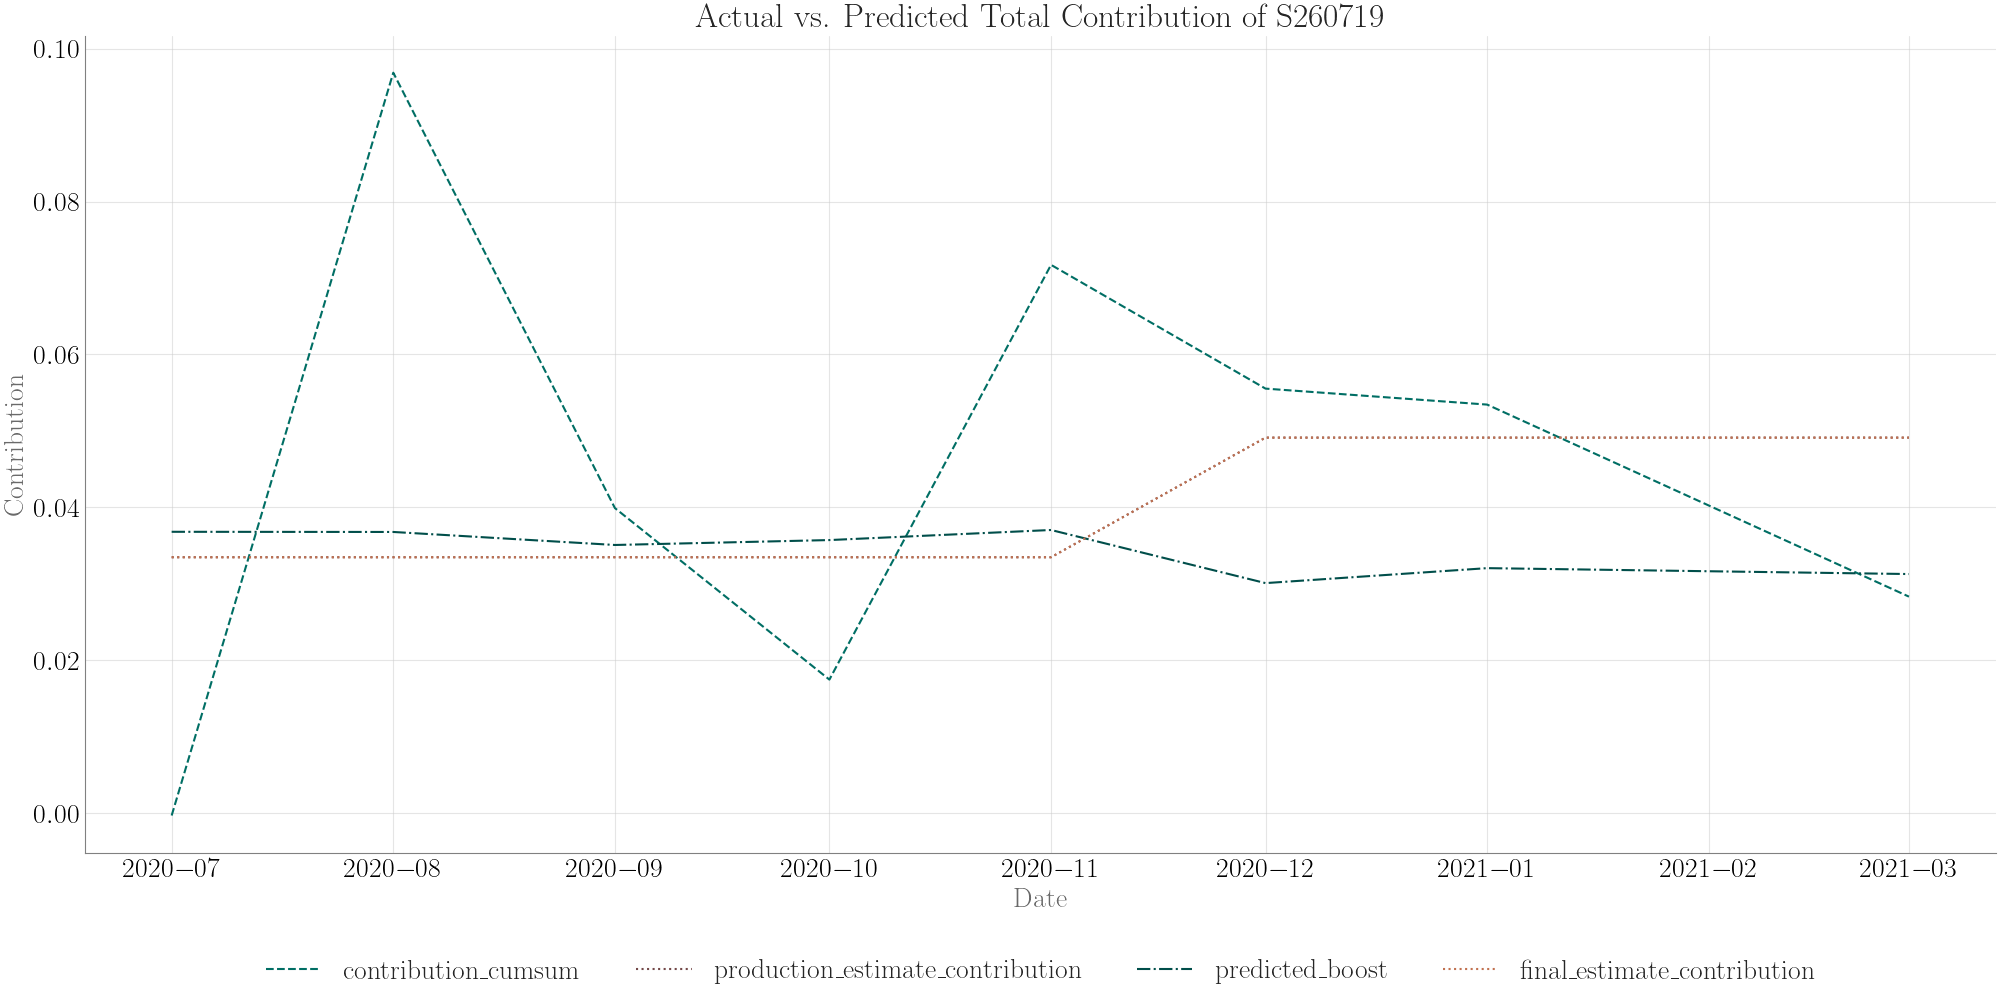 Actual vs. Predicted Total Contribution of S260719
0.10
0.08
0.06
0.04
0.02
0.00
Contribution
2020−07 2020−08 2020−09 2020−10 2020−11 2020−12 2021−01 2021−02 2021−03
Date
contribution_cumsum production_estimate_contribution predicted_boost final_estimate_contribution